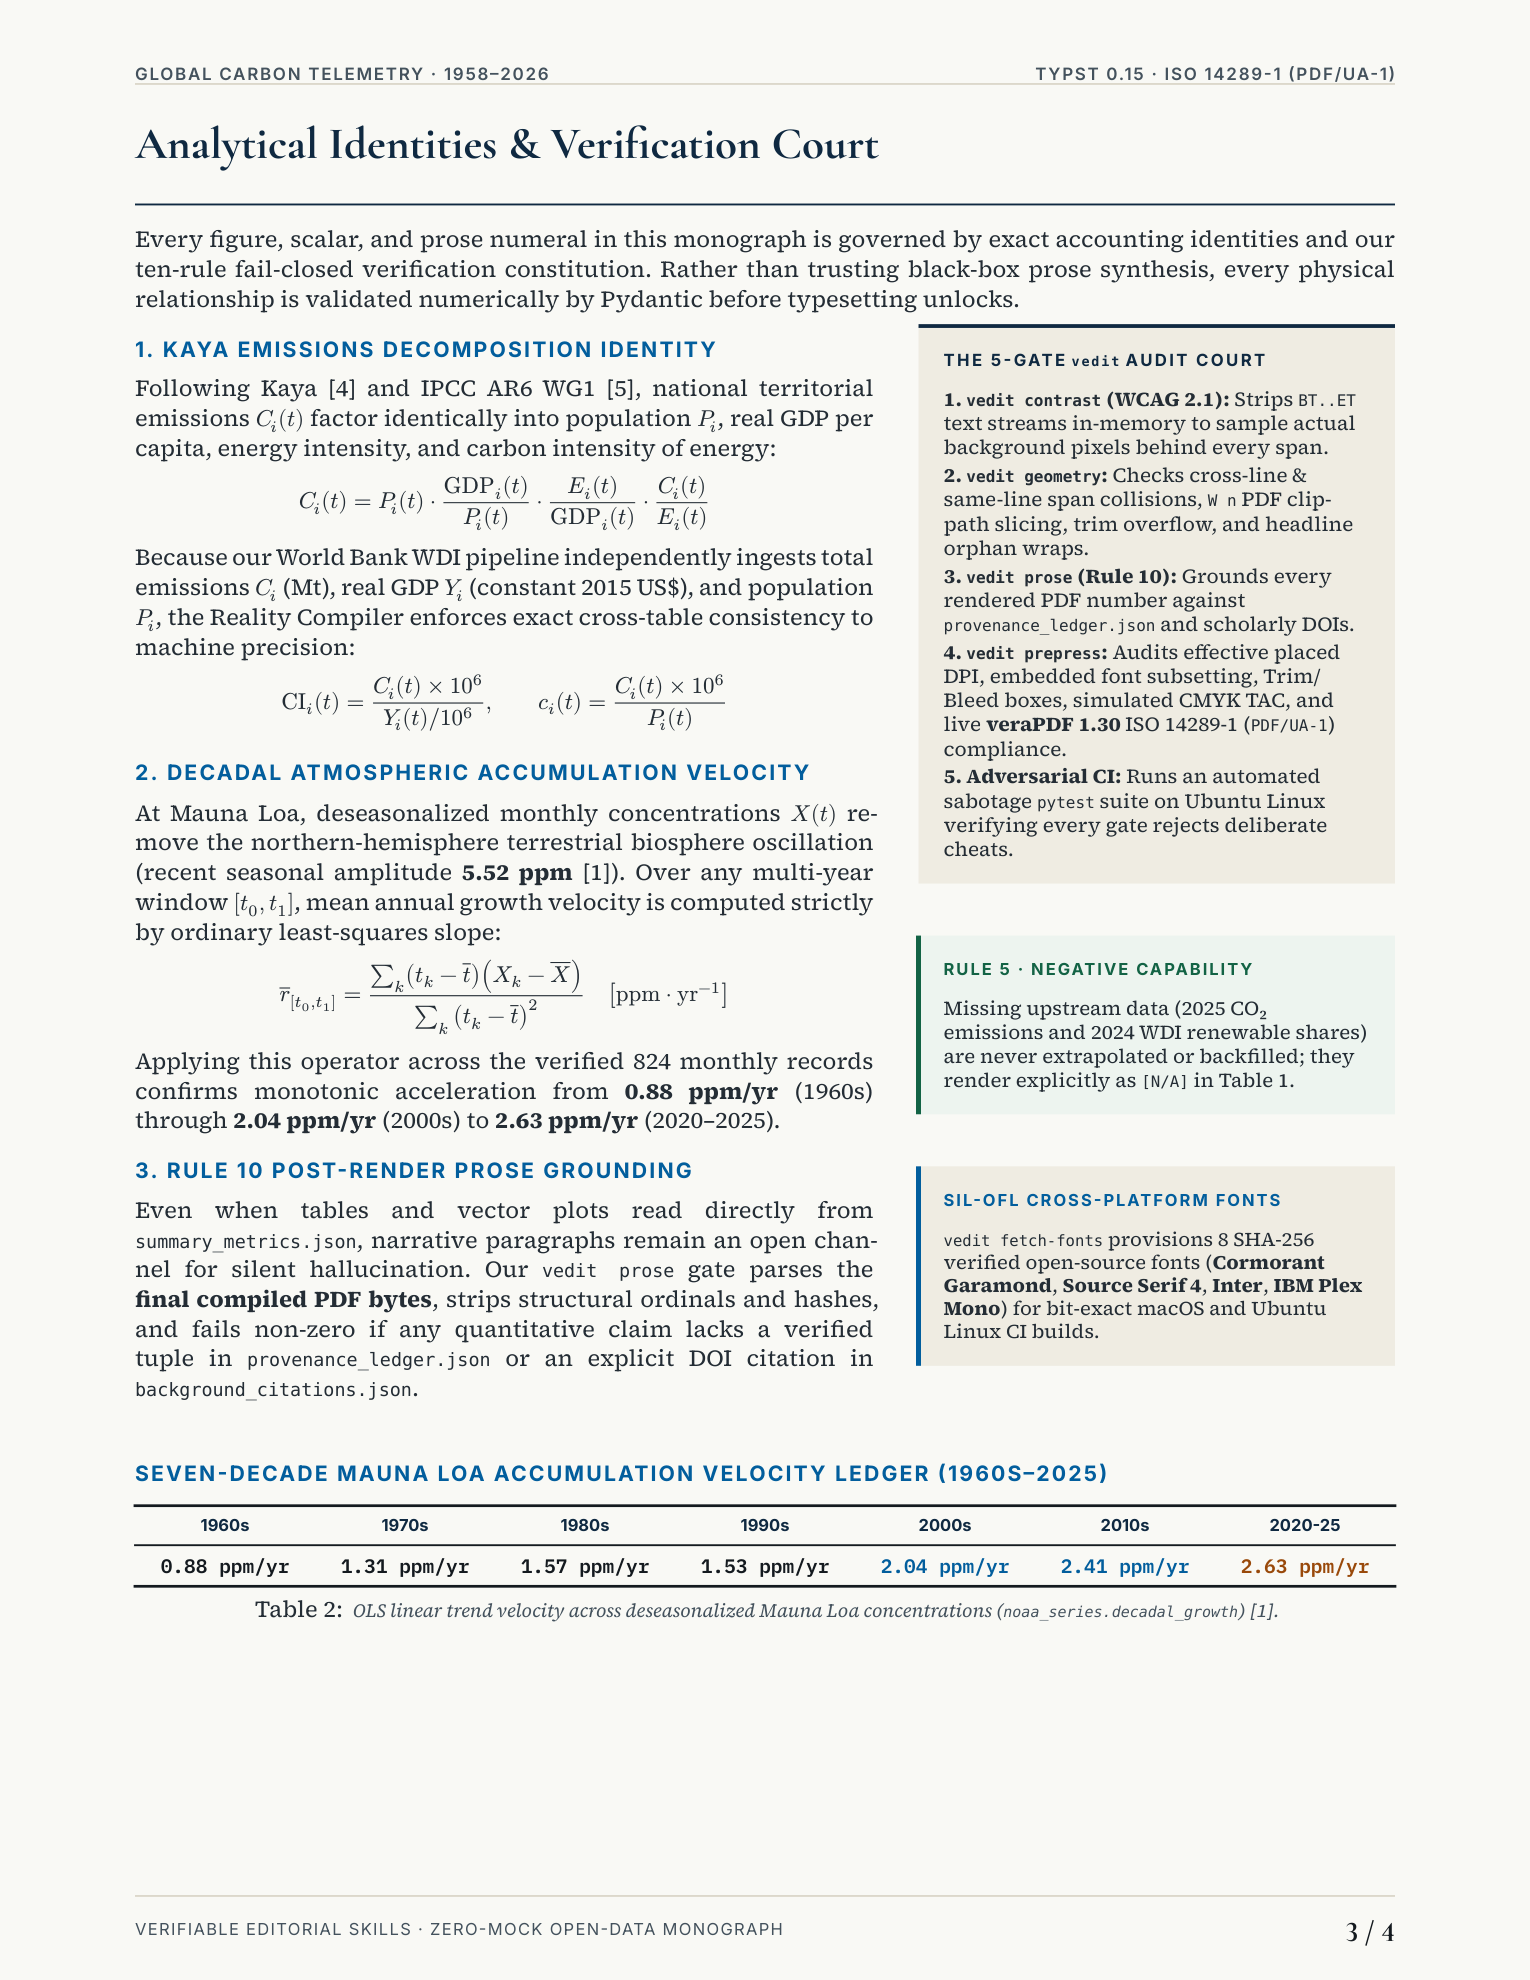 GLOBAL CARBON TELEMETRY · 1958–2026
TYPST 0.15 · ISO 14289-1 (PDF/UA-1)
Analytical Identities & Verification Court
Every figure, scalar, and prose numeral in this monograph is governed by exact accounting identities and our
ten-rule fail-closed verification constitution. Rather than trusting black-box prose synthesis, every physical
relationship is validated numerically by Pydantic before typesetting unlocks.
1. KAYA EMISSIONS DECOMPOSITION IDENTITY
Following Kaya [4] and IPCC AR6 WG1 [5], national territorial
emissions C_i(t) factor identically into population P_i, real GDP per
capita, energy intensity, and carbon intensity of energy:
C_i(t) = P_i(t) · GDP_i(t)/P_i(t) · E_i(t)/GDP_i(t) · C_i(t)/E_i(t)
Because our World Bank WDI pipeline independently ingests total
emissions C_i (Mt), real GDP Y_i (constant 2015 US$), and population
P_i, the Reality Compiler enforces exact cross-table consistency to
machine precision:
CI_i(t) = C_i(t) × 10⁶ / Y_i(t)/10⁶, c_i(t) = C_i(t) × 10⁶ / P_i(t)
2. DECADAL ATMOSPHERIC ACCUMULATION VELOCITY
At Mauna Loa, deseasonalized monthly concentrations X(t) re-
move the northern-hemisphere terrestrial biosphere oscillation
(recent seasonal amplitude 5.52 ppm [1]). Over any multi-year
window [t₀, t₁], mean annual growth velocity is computed strictly
by ordinary least-squares slope:
r̅_[t₀,t₁] = ∑_k (t_k − t̅)(X_k − X̅) / ∑_k (t_k − t̅)² [ppm · yr⁻¹]
Applying this operator across the verified 824 monthly records
confirms monotonic acceleration from 0.88 ppm/yr (1960s)
through 2.04 ppm/yr (2000s) to 2.63 ppm/yr (2020–2025).
3. RULE 10 POST-RENDER PROSE GROUNDING
Even when tables and vector plots read directly from
summary_metrics.json, narrative paragraphs remain an open chan-
nel for silent hallucination. Our vedit prose gate parses the
final compiled PDF bytes, strips structural ordinals and hashes,
and fails non-zero if any quantitative claim lacks a verified
tuple in provenance_ledger.json or an explicit DOI citation in
background_citations.json.
THE 5-GATE vedit AUDIT COURT
1. vedit contrast (WCAG 2.1): Strips BT..ET
text streams in-memory to sample actual
background pixels behind every span.
2. vedit geometry: Checks cross-line &
same-line span collisions, W n PDF clip-
path slicing, trim overflow, and headline
orphan wraps.
3. vedit prose (Rule 10): Grounds every
rendered PDF number against
provenance_ledger.json and scholarly DOIs.
4. vedit prepress: Audits effective placed
DPI, embedded font subsetting, Trim/
Bleed boxes, simulated CMYK TAC, and
live veraPDF 1.30 ISO 14289-1 (PDF/UA-1)
compliance.
5. Adversarial CI: Runs an automated
sabotage pytest suite on Ubuntu Linux
verifying every gate rejects deliberate
cheats.
RULE 5 · NEGATIVE CAPABILITY
Missing upstream data (2025 CO₂
emissions and 2024 WDI renewable shares)
are never extrapolated or backfilled; they
render explicitly as [N/A] in Table 1.
SIL-OFL CROSS-PLATFORM FONTS
vedit fetch-fonts provisions 8 SHA-256
verified open-source fonts (Cormorant
Garamond, Source Serif 4, Inter, IBM Plex
Mono) for bit-exact macOS and Ubuntu
Linux CI builds.
SEVEN-DECADE MAUNA LOA ACCUMULATION VELOCITY LEDGER (1960S–2025)
1960s 1970s 1980s 1990s 2000s 2010s 2020-25
0.88 ppm/yr 1.31 ppm/yr 1.57 ppm/yr 1.53 ppm/yr 2.04 ppm/yr 2.41 ppm/yr 2.63 ppm/yr
Table 2: OLS linear trend velocity across deseasonalized Mauna Loa concentrations (noaa_series.decadal_growth) [1].
VERIFIABLE EDITORIAL SKILLS · ZERO-MOCK OPEN-DATA MONOGRAPH
3 / 4